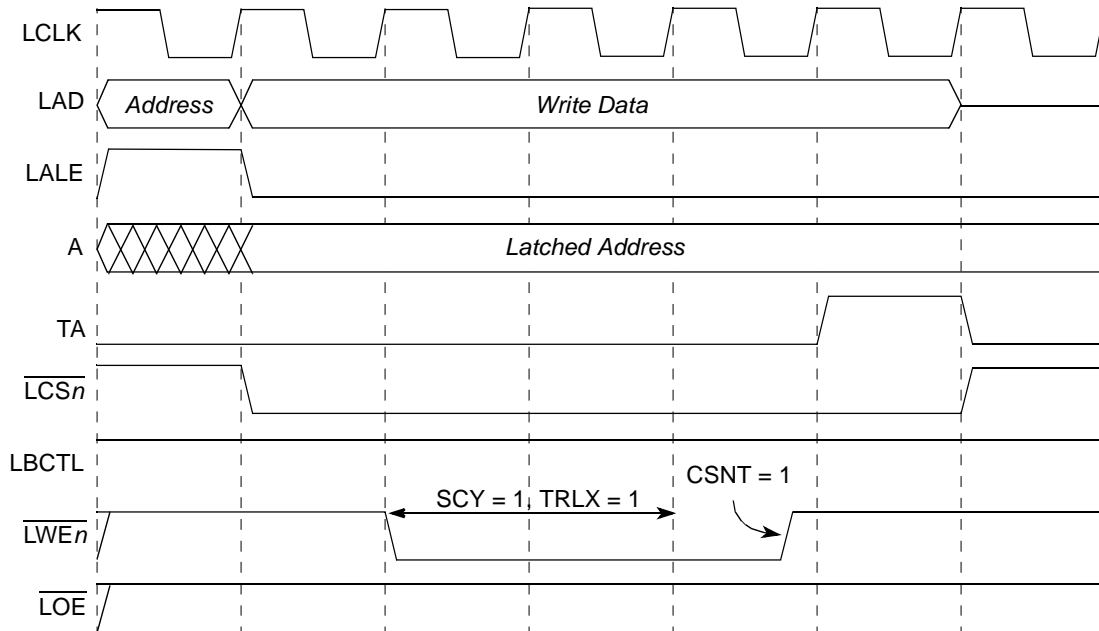 LCLK
LAD
Address
Write Data
LALE
A
Latched Address
TA
LCSn
LBCTL
CSNT = 1
SCY = 1, TRLX = 1
LWEn
LOE